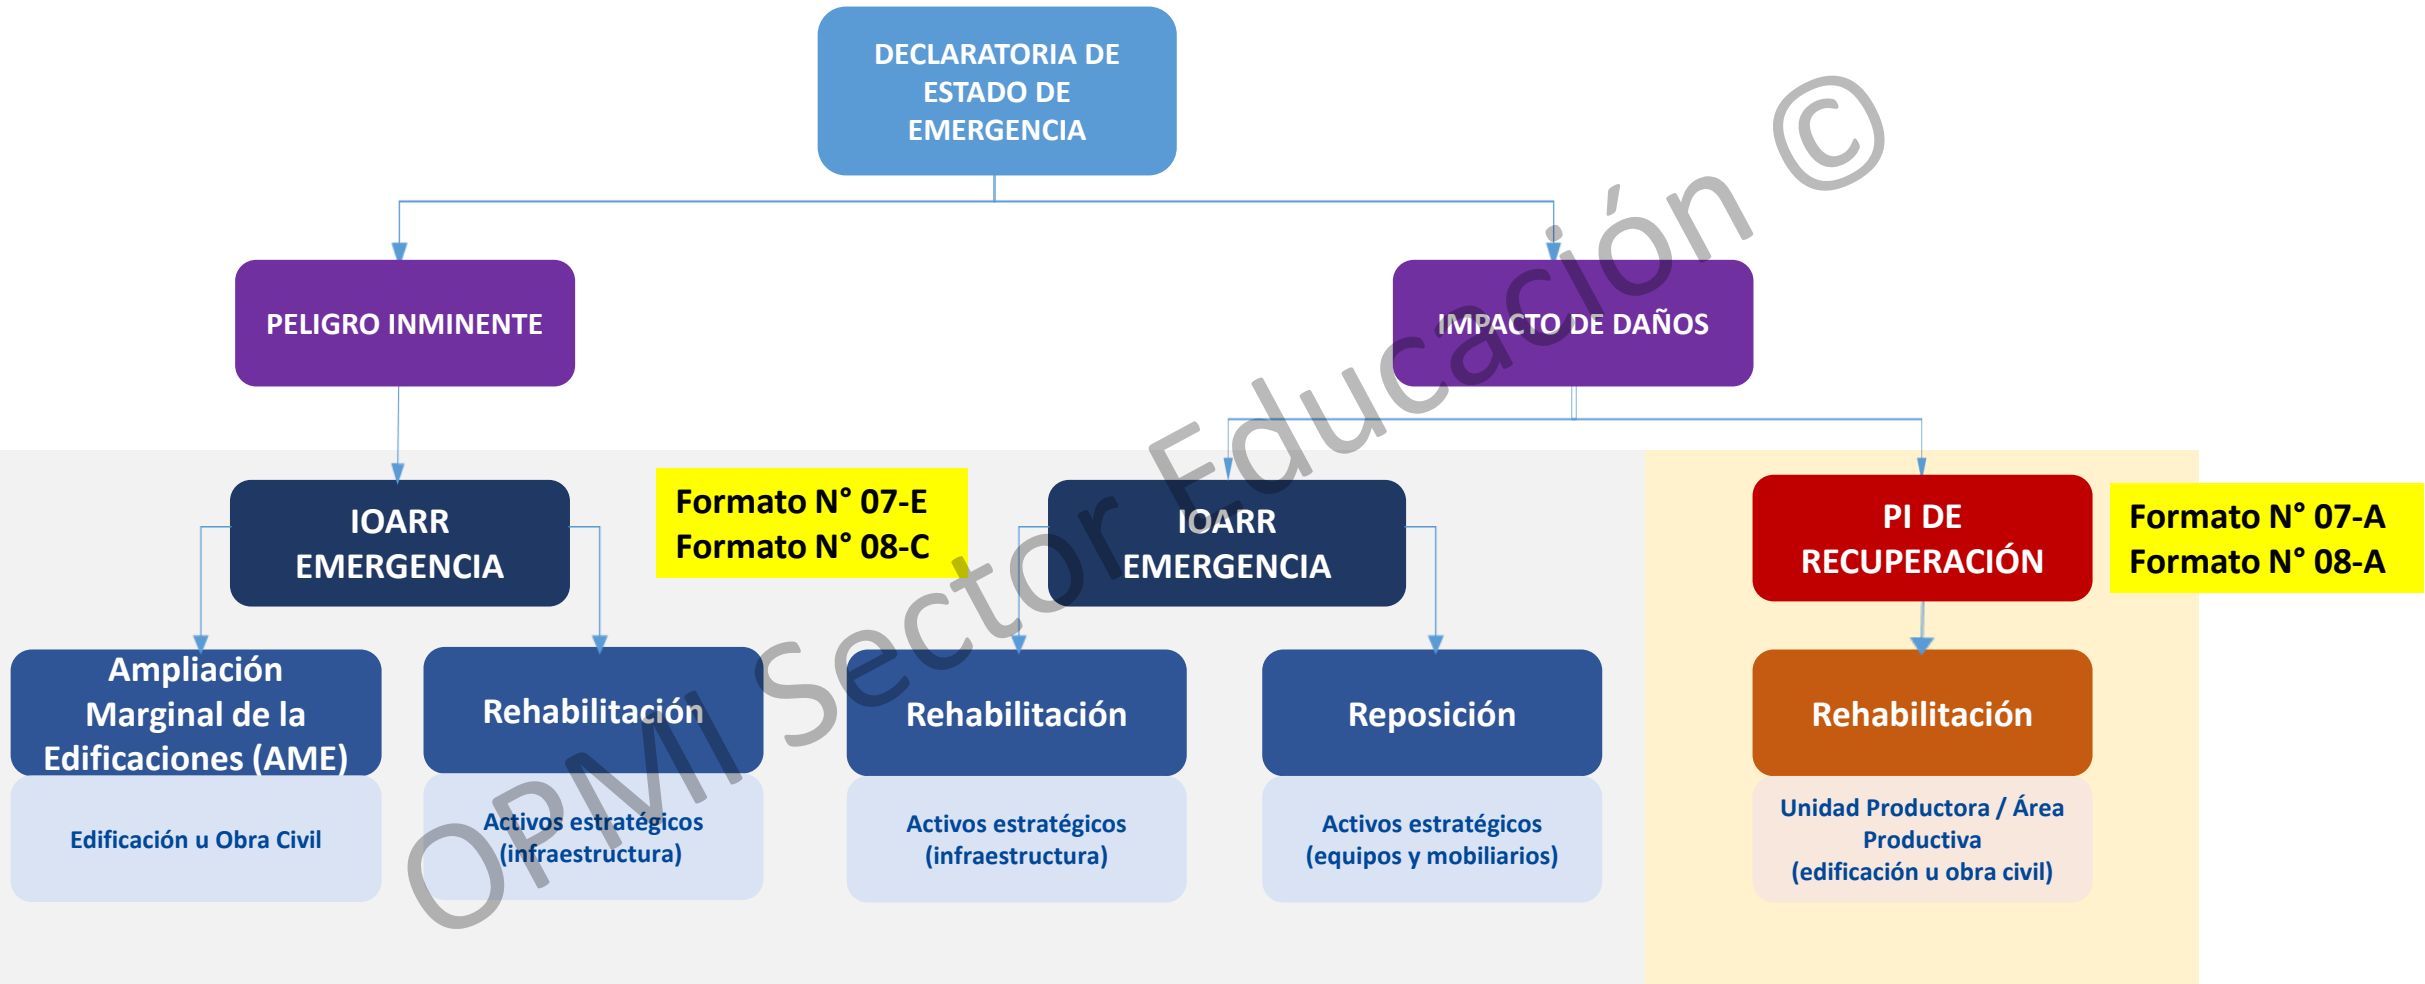 DECLARATORIA DE
ESTADO DE
EMERGENCIA
PELIGRO INMINENTE
IMPACTO DE DAÑOS
IOARR
EMERGENCIA
Formato N° 07-E
Formato N° 08-C
IOARR
EMERGENCIA
PI DE
RECUPERACIÓN
Formato N° 07-A
Formato N° 08-A
Ampliación
Marginal de la
Edificaciones (AME)
Edificación u Obra Civil
Rehabilitación
Activos estratégicos
(infraestructura)
Rehabilitación
Activos estratégicos
(infraestructura)
Reposición
Activos estratégicos
(equipos y mobiliarios)
Rehabilitación
Unidad Productora / Área
Productiva
(edificación u obra civil)
OPMI Sector Educación ©